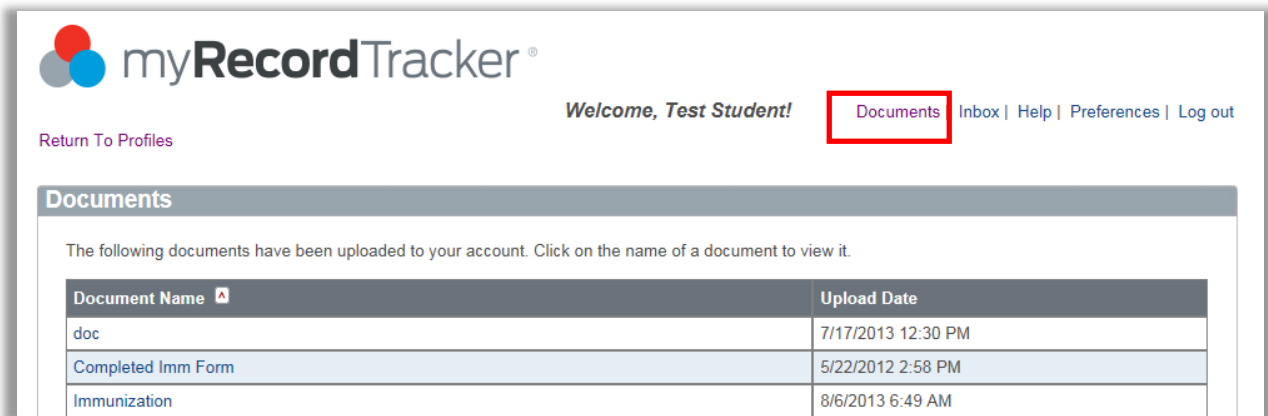 myRecordTracker®
Welcome, Test Student! Documents | Inbox | Help | Preferences | Log out
Return To Profiles
Documents
The following documents have been uploaded to your account. Click on the name of a document to view it.
Document Name Upload Date
doc 7/17/2013 12:30 PM
Completed Imm Form 5/22/2012 2:58 PM
Immunization 8/6/2013 6:49 AM